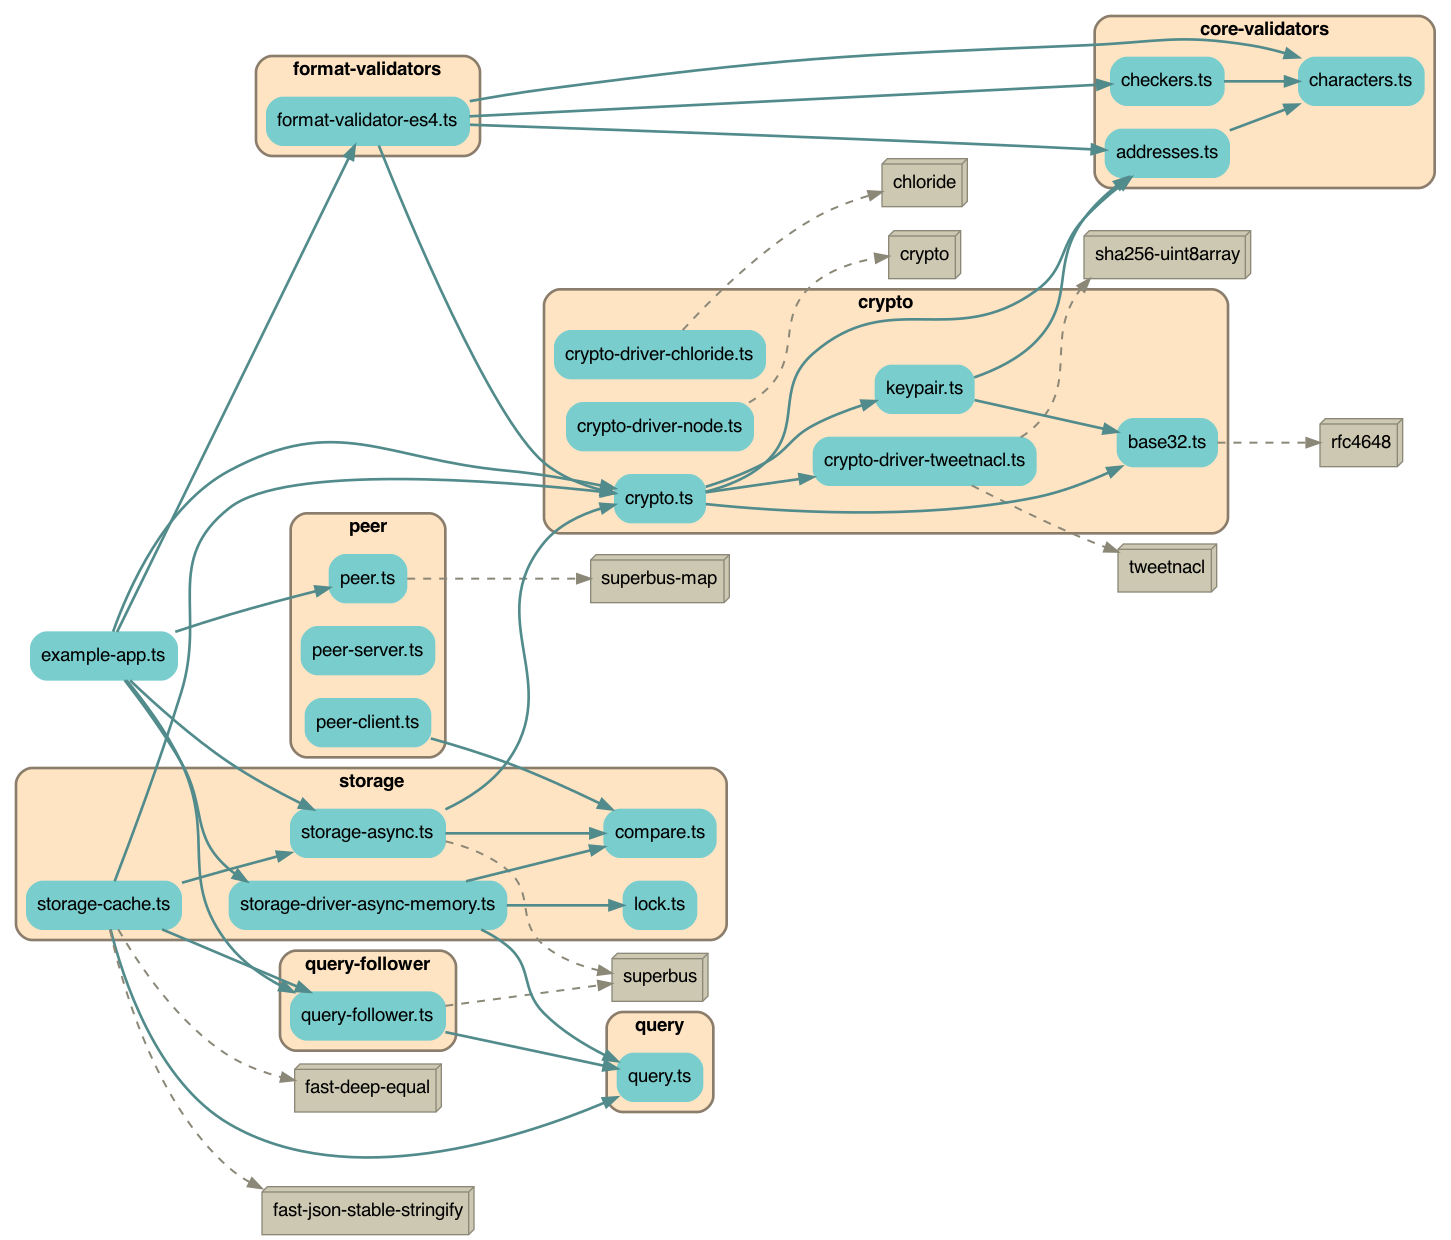 core-validators
checkers.ts
characters.ts
addresses.ts
format-validators
format-validator-es4.ts
chloride
crypto
sha256-uint8array
crypto
crypto-driver-chloride.ts
keypair.ts
crypto-driver-node.ts
base32.ts
rfc4648
crypto-driver-tweetnacl.ts
crypto.ts
peer
peer.ts
superbus-map
tweetnacl
example-app.ts
peer-server.ts
peer-client.ts
storage
storage-async.ts
compare.ts
storage-cache.ts
storage-driver-async-memory.ts
lock.ts
query-follower
superbus
query-follower.ts
query
query.ts
fast-deep-equal
fast-json-stable-stringify